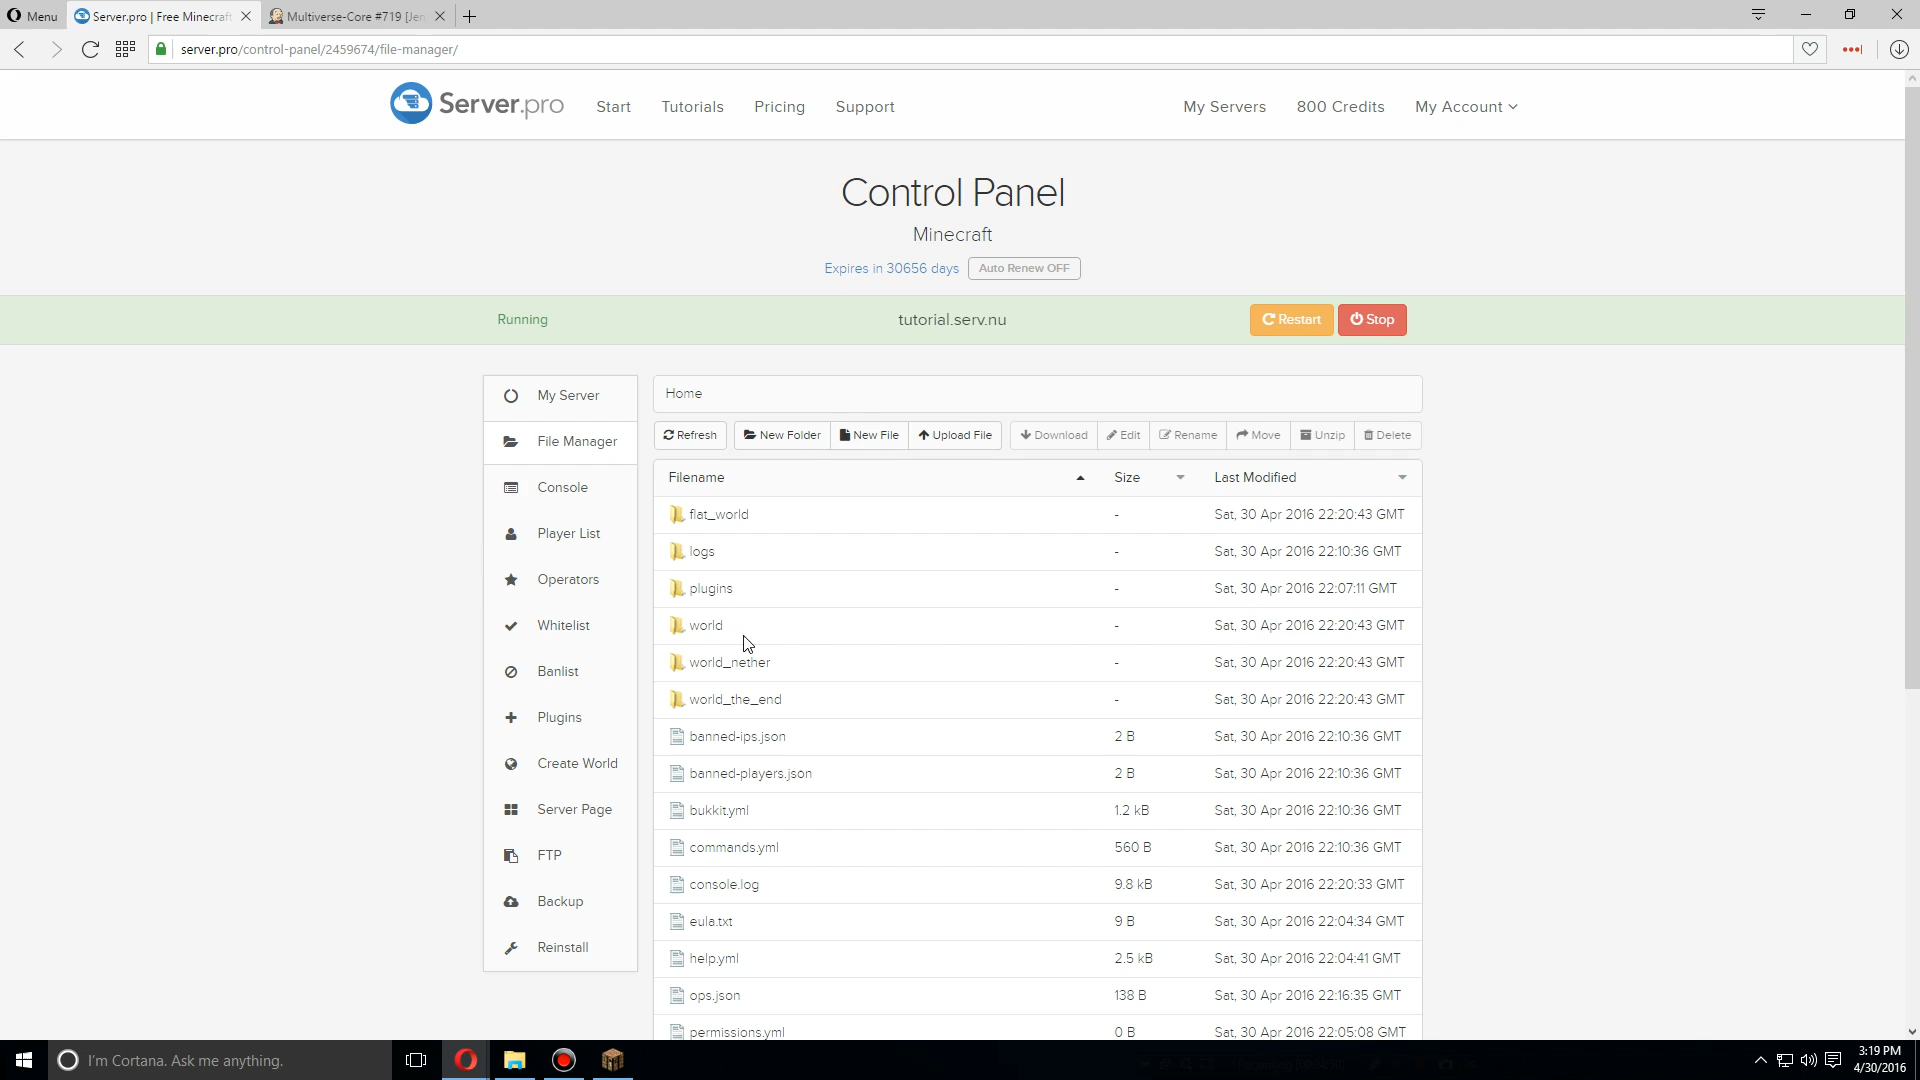 Menu
Server.pro | Free Minecraft
Multiverse-Core #719 [Jen
server.pro/control-panel/2459674/file-manager/
Server.pro
Start
Tutorials
Pricing
Support
My Servers
800 Credits
My Account
Control Panel
Minecraft
Expires in 30656 days
Auto Renew OFF
Running
tutorial.serv.nu
Restart
Stop
My Server
File Manager
Console
Player List
Operators
Whitelist
Banlist
Plugins
Create World
Server Page
FTP
Backup
Reinstall
Home
Refresh
New Folder
New File
Upload File
Download
Edit
Rename
Move
Unzip
Delete
Filename Size Last Modified
flat_world - Sat, 30 Apr 2016 22:20:43 GMT
logs - Sat, 30 Apr 2016 22:10:36 GMT
plugins - Sat, 30 Apr 2016 22:07:11 GMT
world - Sat, 30 Apr 2016 22:20:43 GMT
world_nether - Sat, 30 Apr 2016 22:20:43 GMT
world_the_end - Sat, 30 Apr 2016 22:20:43 GMT
banned-ips.json 2 B Sat, 30 Apr 2016 22:10:36 GMT
banned-players.json 2 B Sat, 30 Apr 2016 22:10:36 GMT
bukkit.yml 1.2 kB Sat, 30 Apr 2016 22:10:36 GMT
commands.yml 560 B Sat, 30 Apr 2016 22:10:36 GMT
console.log 9.8 kB Sat, 30 Apr 2016 22:20:33 GMT
eula.txt 9 B Sat, 30 Apr 2016 22:04:34 GMT
help.yml 2.5 kB Sat, 30 Apr 2016 22:04:41 GMT
ops.json 138 B Sat, 30 Apr 2016 22:16:35 GMT
permissions.yml 0 B Sat, 30 Apr 2016 22:05:08 GMT
I'm Cortana. Ask me anything.
3:19 PM
4/30/2016